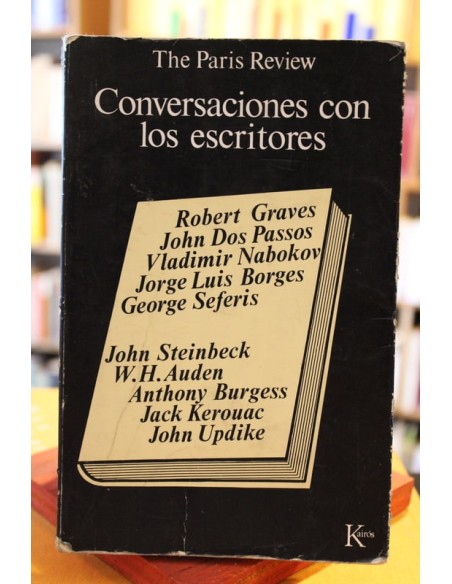 The Paris Review
Conversaciones con
los escritores
Robert Graves
John Dos Passos
Vladimir Nabokov
Jorge Luis Borges
George Seferis
John Steinbeck
W.H. Auden
Anthony Burgess
Jack Kerouac
John Updike
Kairós